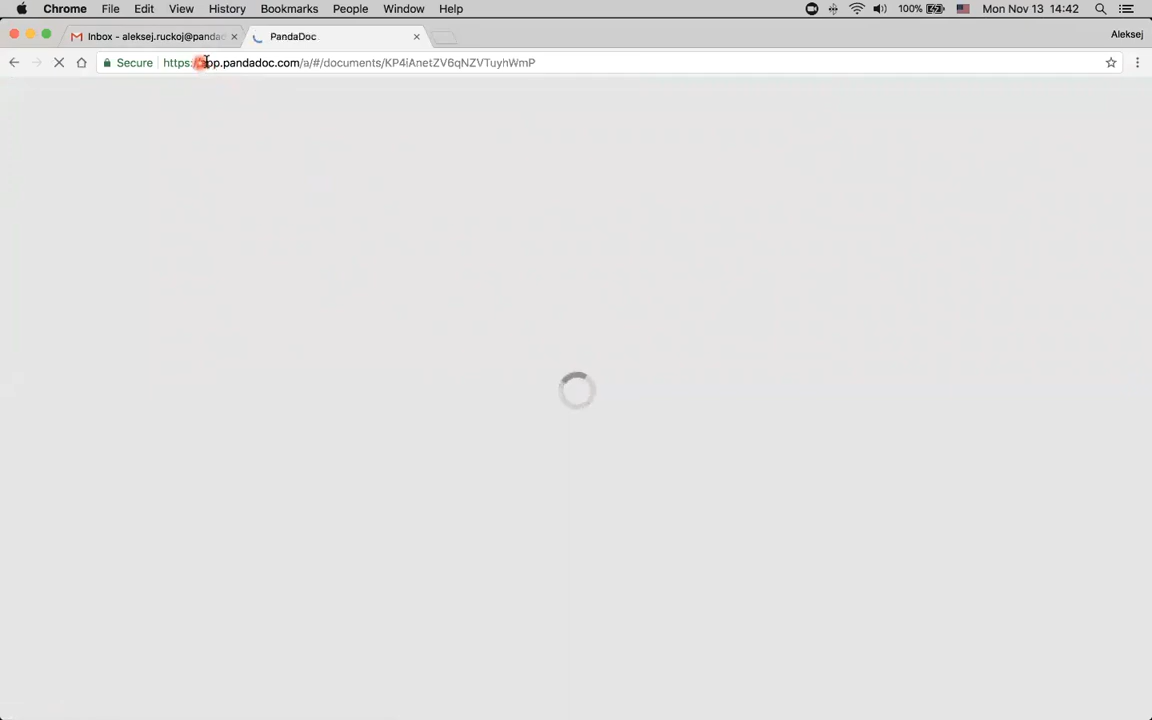 Chrome File Edit View History Bookmarks People Window Help 100% Mon Nov 13 14:42
Inbox - aleksej.ruckoj@pandad PandaDoc Aleksej
Secure https://app.pandadoc.com/a/#/documents/KP4iAnetZV6qNZVTuyhWmP